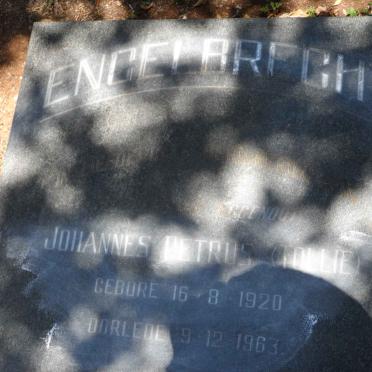 ENGELBRECHT
JOHANNES PETRUS (TOLLIE)
GEBORE 16-8-1920
OORLEDE 9-12-1963